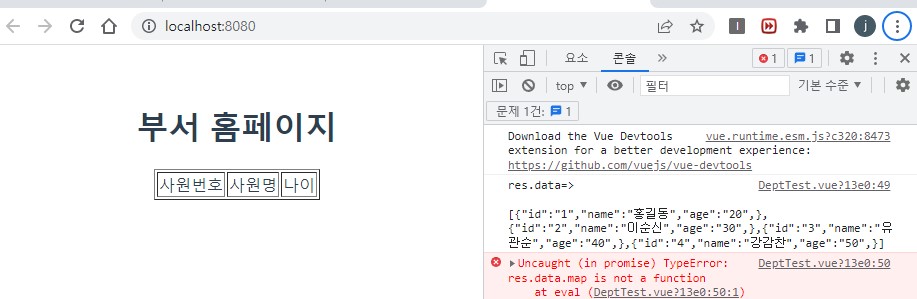 localhost:8080
부서 홈페이지
사원번호 사원명 나이
요소 콘솔 1 1
top 필터 기본 수준
문제 1건: 1
Download the Vue Devtools vue.runtime.esm.js?c320:8473
extension for a better development experience:
https://github.com/vuejs/vue-devtools
res.data=> DeptTest.vue?13e0:49
[{"id":"1","name":"홍길동","age":"20",},
{"id":"2","name":"이순신","age":"30",},{"id":"3","name":"유
관순","age":"40",},{"id":"4","name":"강감찬","age":"50",}]
Uncaught (in promise) TypeError: DeptTest.vue?13e0:50
res.data.map is not a function
at eval (DeptTest.vue?13e0:50:1)